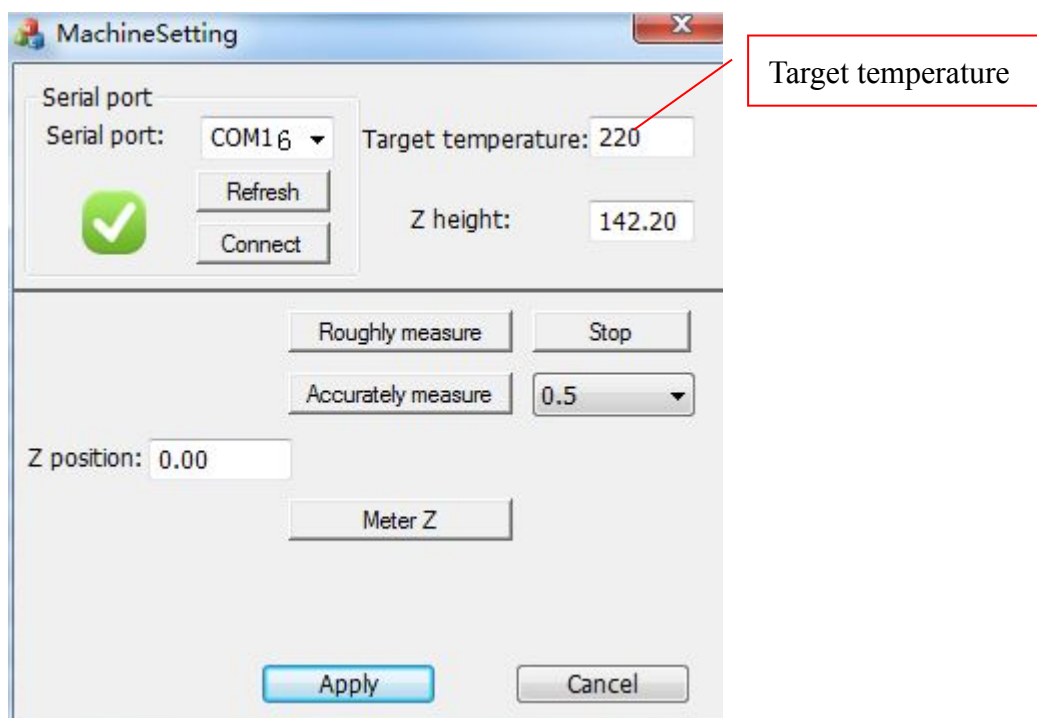 MachineSetting
Target temperature
Serial port
Serial port: COM16 Target temperature: 220
Refresh
Z height: 142.20
Connect
Roughly measure Stop
Accurately measure 0.5
Z position: 0.00
Meter Z
Apply Cancel